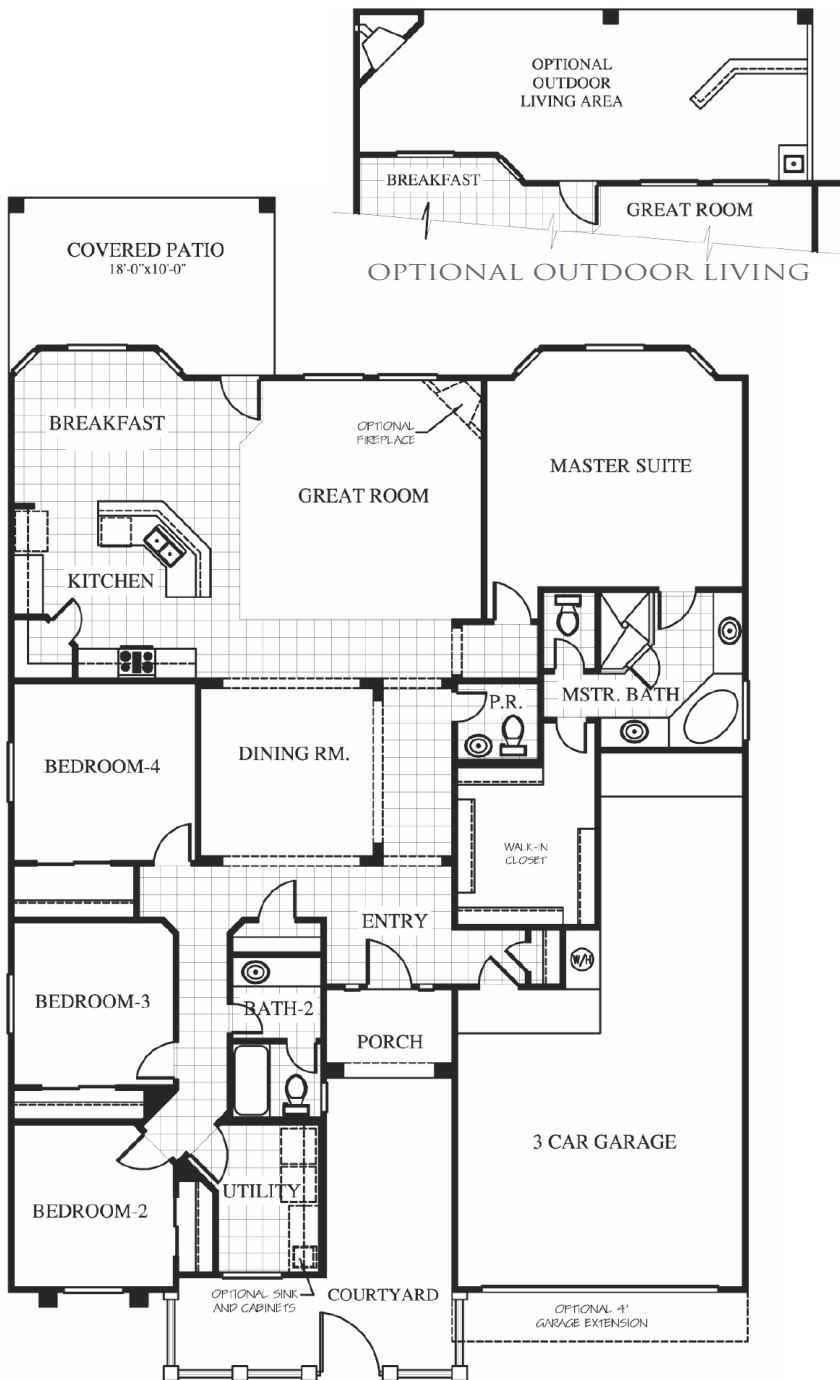 OPTIONAL
OUTDOOR
LIVING AREA
BREAKFAST
GREAT ROOM
OPTIONAL OUTDOOR LIVING
COVERED PATIO
18'-0"x10'-0"
BREAKFAST
OPTIONAL
FIREPLACE
GREAT ROOM
MASTER SUITE
KITCHEN
P.R.
MSTR. BATH
DINING RM.
BEDROOM-4
WALK-IN
CLOSET
ENTRY
W/H
BEDROOM-3
BATH-2
PORCH
3 CAR GARAGE
BEDROOM-2
UTILITY
OPTIONAL SINK
AND CABINETS
COURTYARD
OPTIONAL 4'
GARAGE EXTENSION